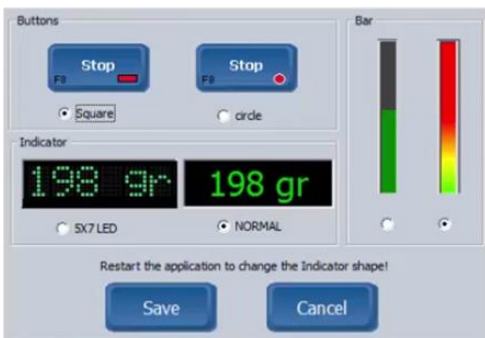 Buttons
Bar
Stop
F8
Stop
F8
Square
circle
Indicator
198 gr
198 gr
5X7 LED
NORMAL
Restart the application to change the Indicator shape!
Save
Cancel